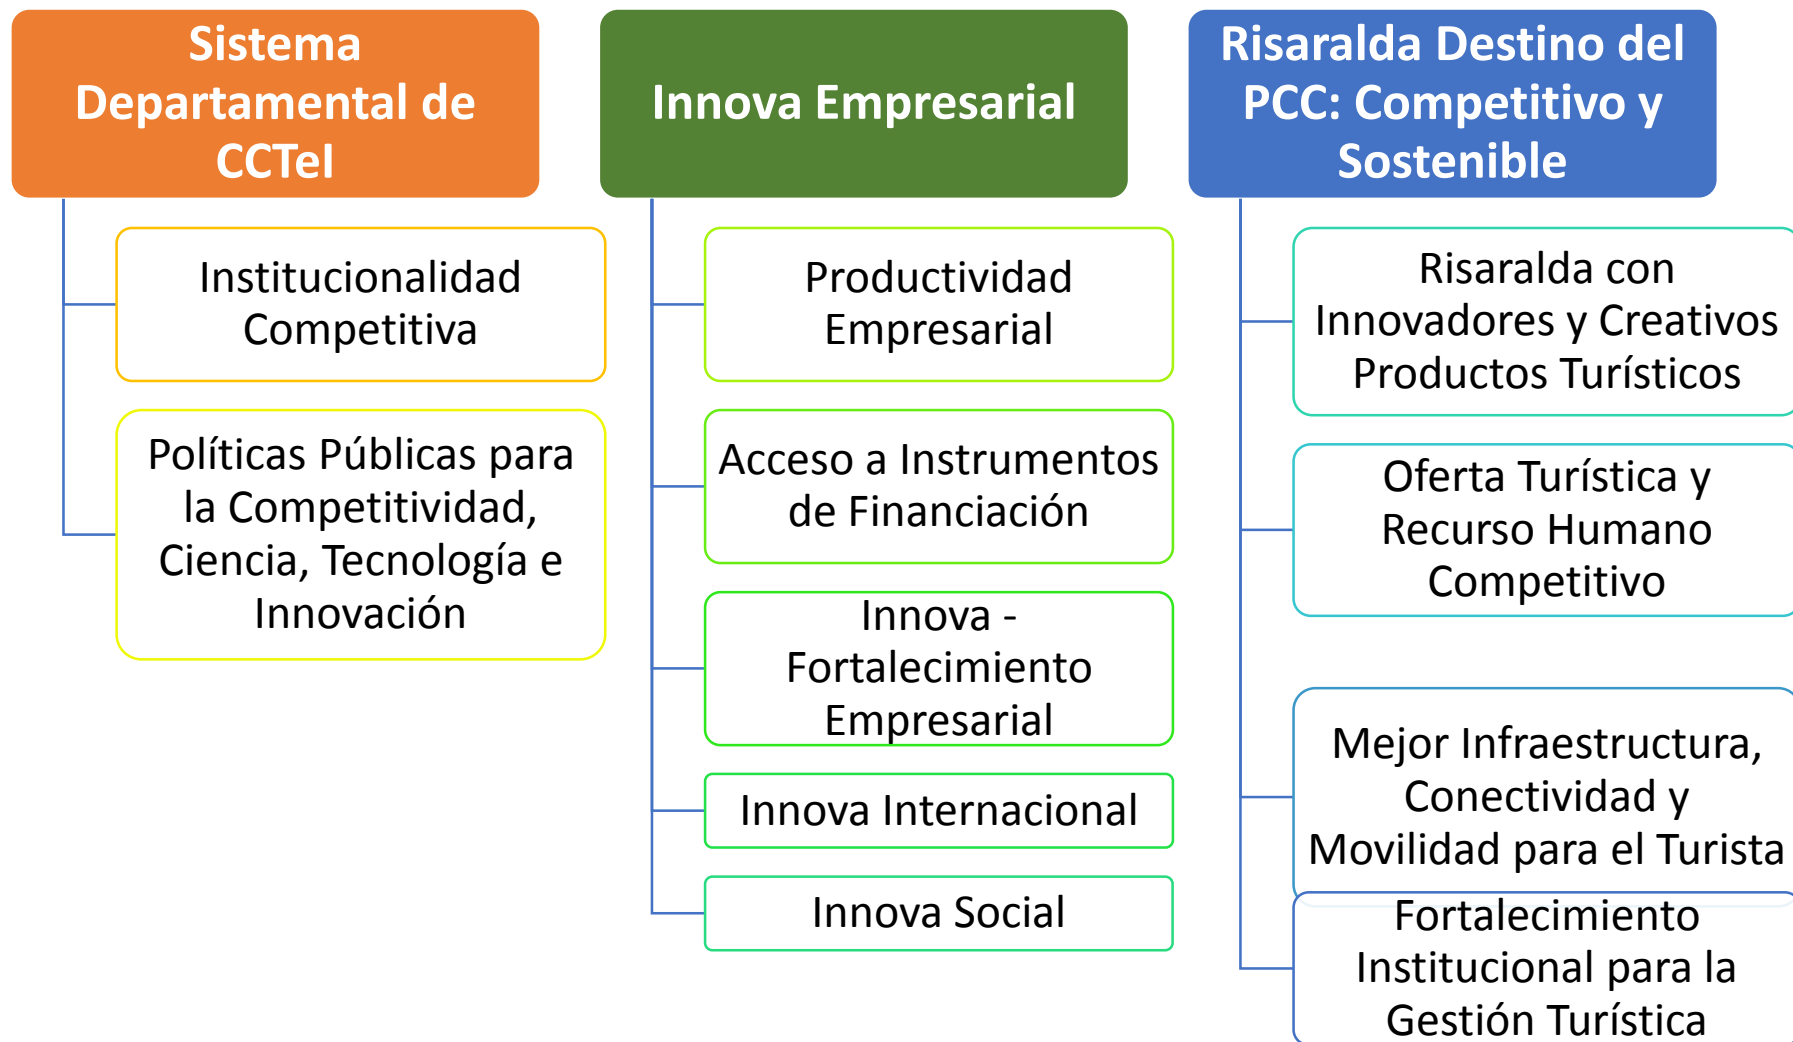 Sistema
Departamental de
CCTeI
Institucionalidad
Competitiva
Políticas Públicas para
la Competitividad,
Ciencia, Tecnología e
Innovación
Innova Empresarial
Productividad
Empresarial
Acceso a Instrumentos
de Financiación
Innova -
Fortalecimiento
Empresarial
Innova Internacional
Innova Social
Risaralda Destino del
PCC: Competitivo y
Sostenible
Risaralda con
Innovadores y Creativos
Productos Turísticos
Oferta Turística y
Recurso Humano
Competitivo
Mejor Infraestructura,
Conectividad y
Movilidad para el Turista
Fortalecimiento
Institucional para la
Gestión Turística